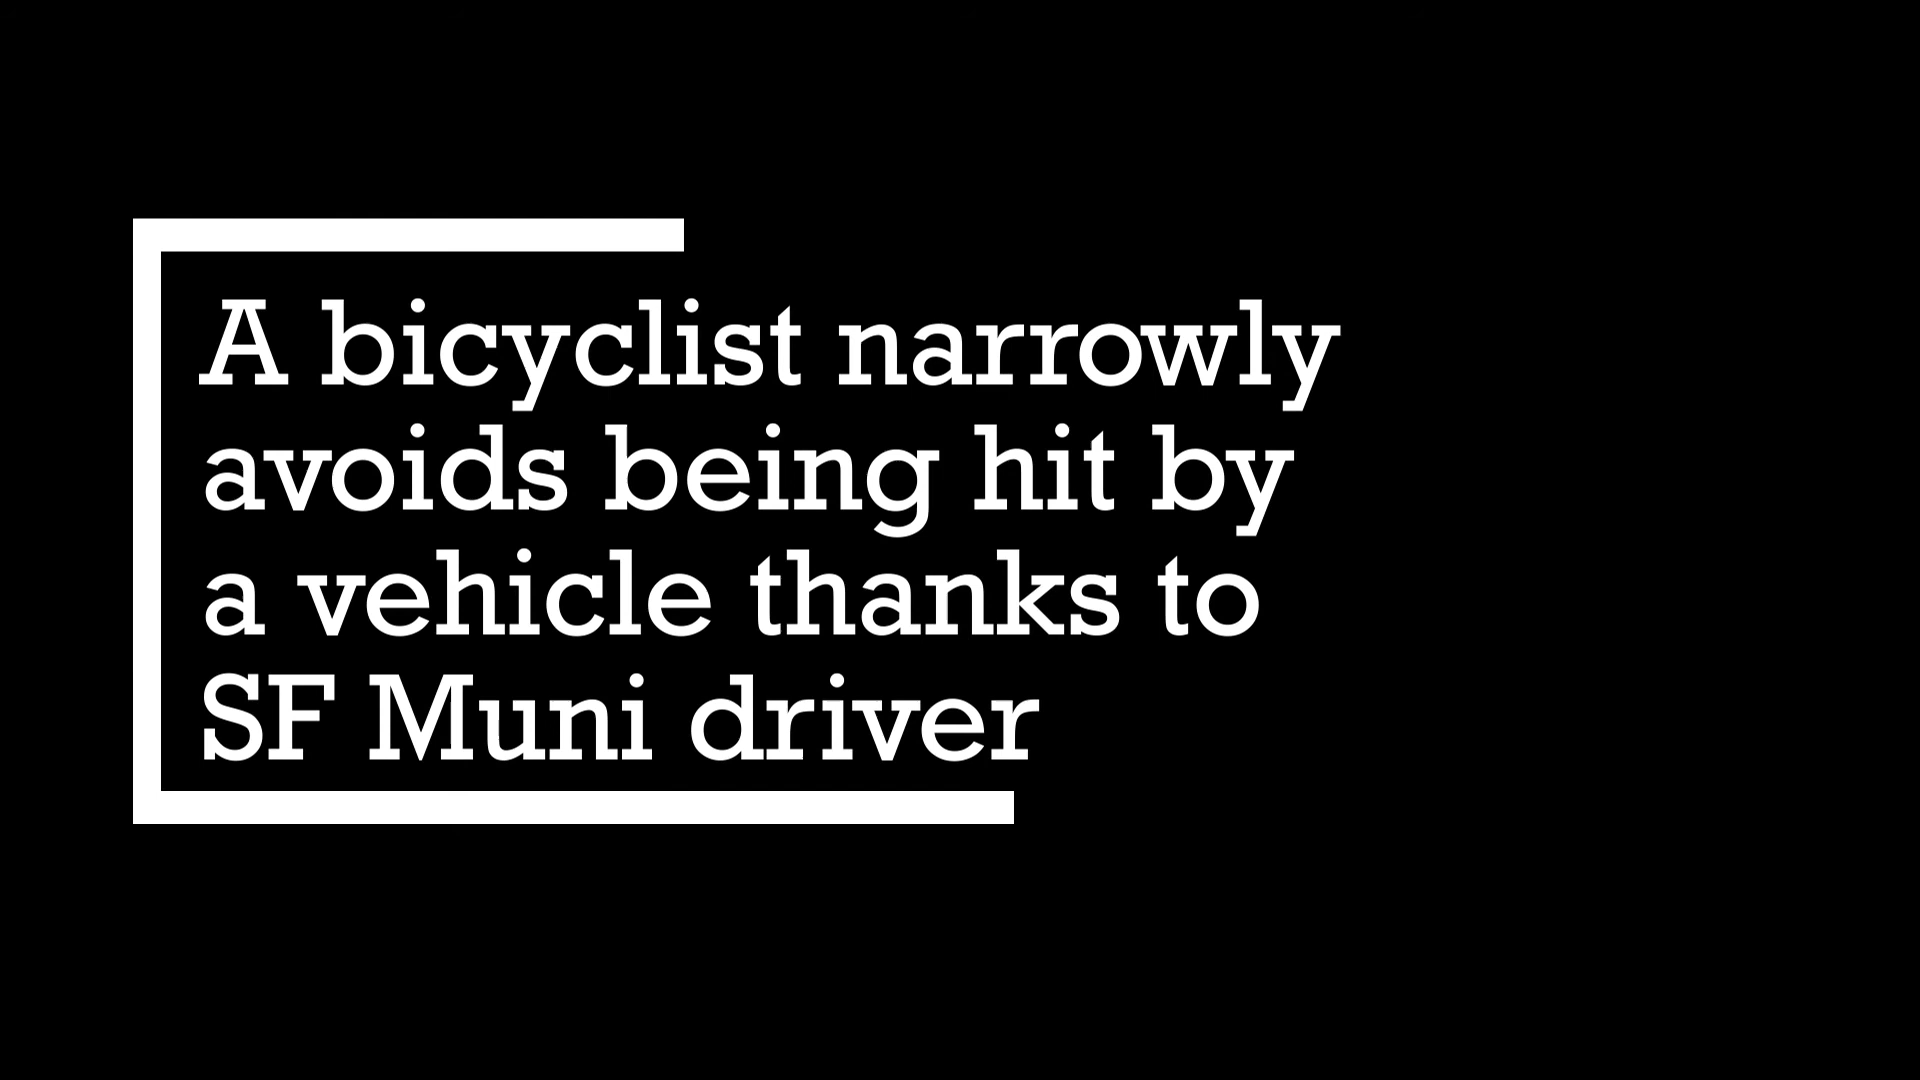 A bicyclist narrowly
avoids being hit by
a vehicle thanks to
SF Muni driver